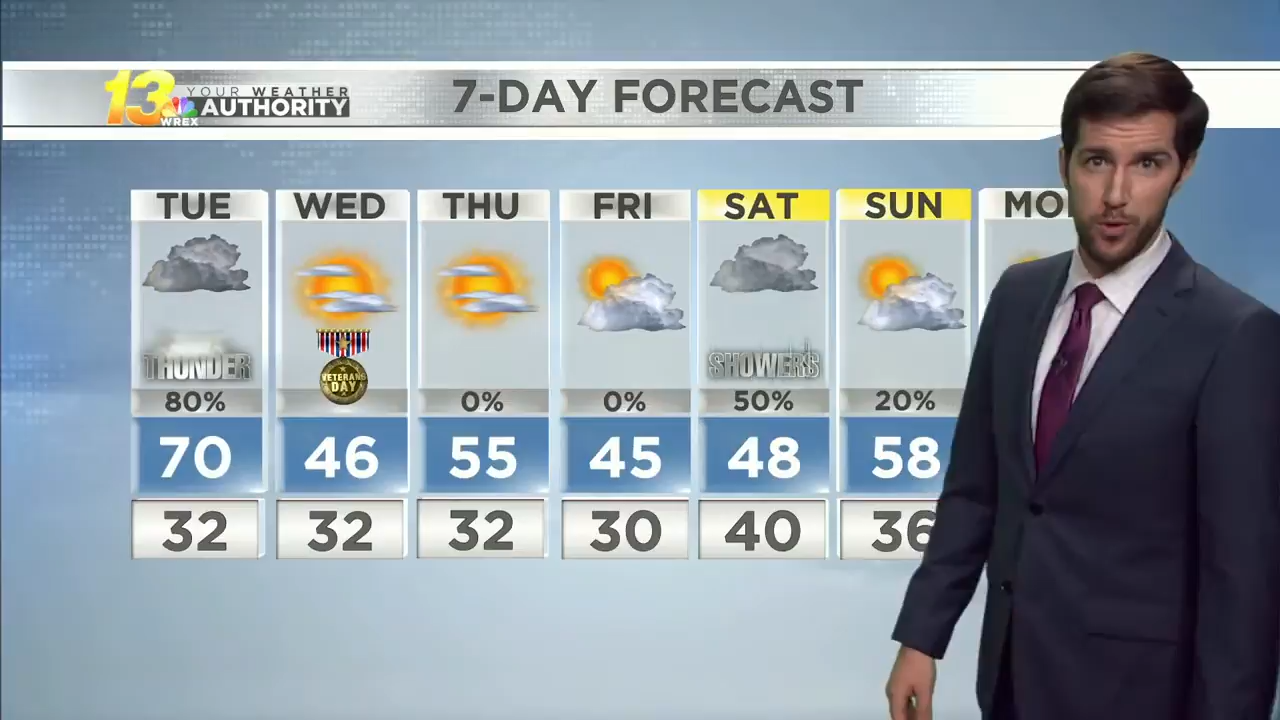 13 YOUR WEATHER
AUTHORITY
WREX
7-DAY FORECAST
TUE WED THU FRI SAT SUN MO
THUNDER VETERANS DAY SHOWERS
80% 0% 0% 50% 20%
70 46 55 45 48 58
32 32 32 30 40 36